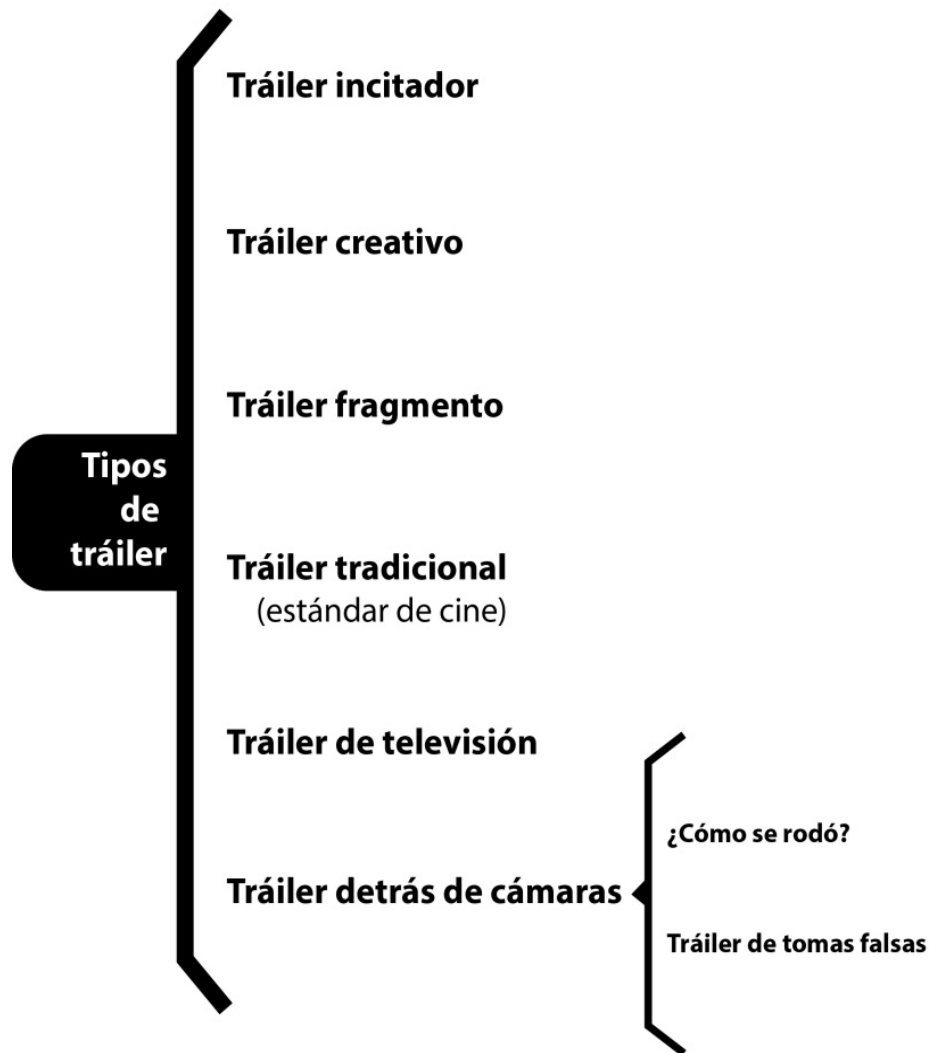 Tráiler incitador
Tráiler creativo
Tráiler fragmento
Tipos
de
tráiler
Tráiler tradicional
(estándar de cine)
Tráiler de televisión
¿Cómo se rodó?
Tráiler detrás de cámaras
Tráiler de tomas falsas